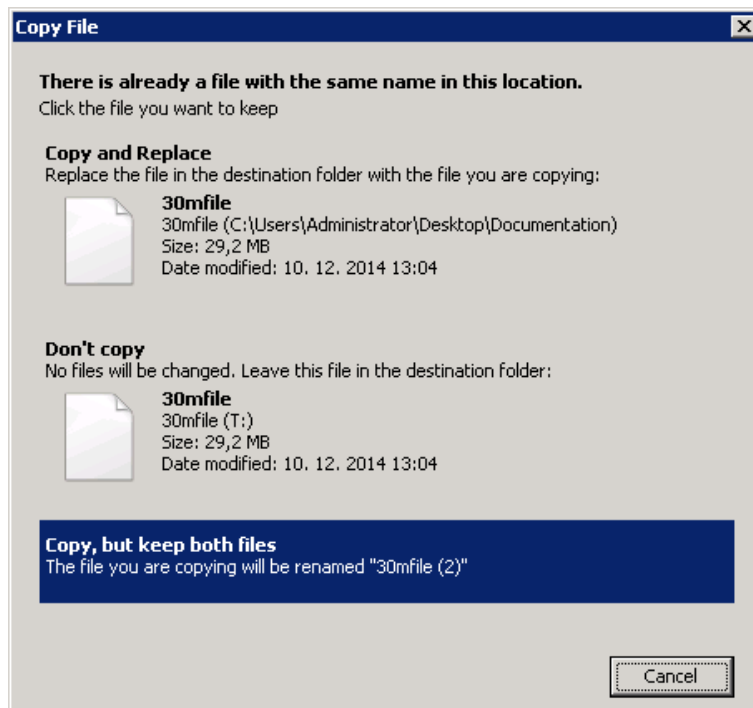 Copy File
There is already a file with the same name in this location.
Click the file you want to keep
Copy and Replace
Replace the file in the destination folder with the file you are copying:
30mfile
30mfile (C:\Users\Administrator\Desktop\Documentation)
Size: 29,2 MB
Date modified: 10. 12. 2014 13:04
Don't copy
No files will be changed. Leave this file in the destination folder:
30mfile
30mfile (T:)
Size: 29,2 MB
Date modified: 10. 12. 2014 13:04
Copy, but keep both files
The file you are copying will be renamed "30mfile (2)"
Cancel